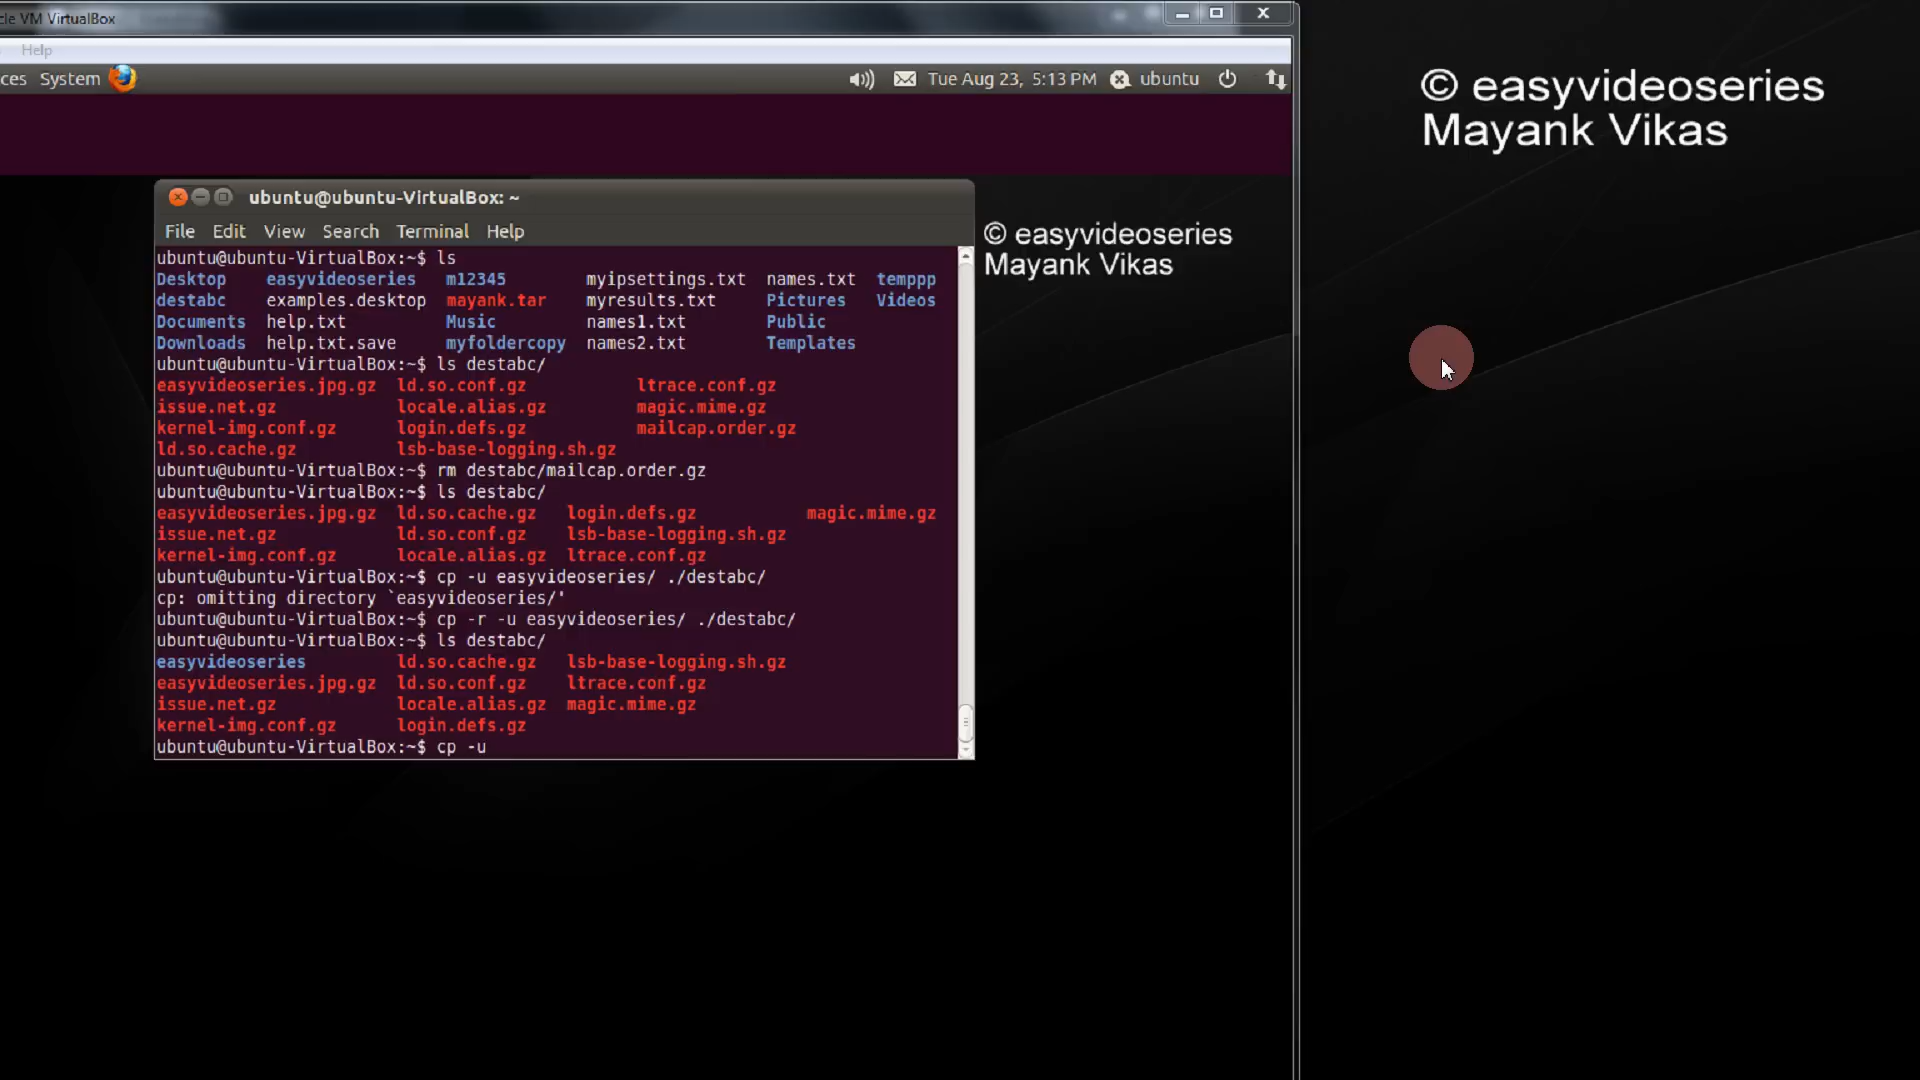 cle VM VirtualBox
Help
ces System Tue Aug 23, 5:13 PM ubuntu
© easyvideoseries
Mayank Vikas
ubuntu@ubuntu-VirtualBox: ~
File Edit View Search Terminal Help
© easyvideoseries
Mayank Vikas
ubuntu@ubuntu-VirtualBox:~$ ls
Desktop easyvideoseries m12345 myipsettings.txt names.txt temppp
destabc examples.desktop mayank.tar myresults.txt Pictures Videos
Documents help.txt Music names1.txt Public
Downloads help.txt.save myfoldercopy names2.txt Templates
ubuntu@ubuntu-VirtualBox:~$ ls destabc/
easyvideoseries.jpg.gz ld.so.conf.gz ltrace.conf.gz
issue.net.gz locale.alias.gz magic.mime.gz
kernel-img.conf.gz login.defs.gz mailcap.order.gz
ld.so.cache.gz lsb-base-logging.sh.gz
ubuntu@ubuntu-VirtualBox:~$ rm destabc/mailcap.order.gz
ubuntu@ubuntu-VirtualBox:~$ ls destabc/
easyvideoseries.jpg.gz ld.so.cache.gz login.defs.gz magic.mime.gz
issue.net.gz ld.so.conf.gz lsb-base-logging.sh.gz
kernel-img.conf.gz locale.alias.gz ltrace.conf.gz
ubuntu@ubuntu-VirtualBox:~$ cp -u easyvideoseries/ ./destabc/
cp: omitting directory `easyvideoseries/'
ubuntu@ubuntu-VirtualBox:~$ cp -r -u easyvideoseries/ ./destabc/
ubuntu@ubuntu-VirtualBox:~$ ls destabc/
easyvideoseries ld.so.cache.gz lsb-base-logging.sh.gz
easyvideoseries.jpg.gz ld.so.conf.gz ltrace.conf.gz
issue.net.gz locale.alias.gz magic.mime.gz
kernel-img.conf.gz login.defs.gz
ubuntu@ubuntu-VirtualBox:~$ cp -u